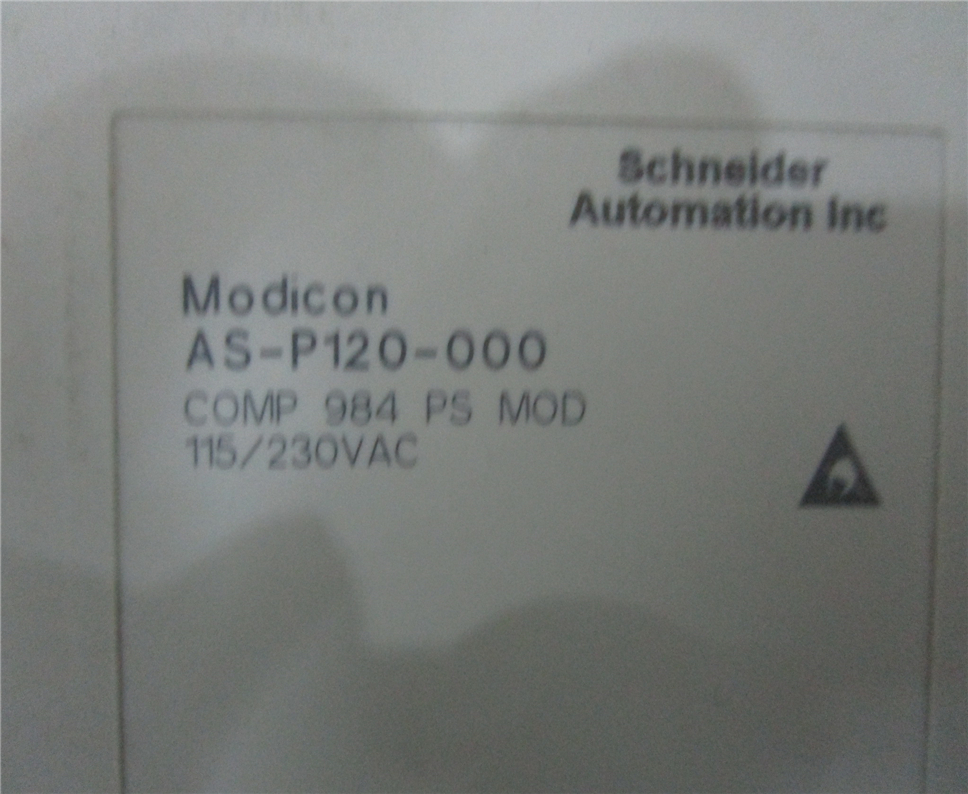 Schneider
Automation Inc
Modicon
AS-P120-000
COMP 984 PS MOD
115/230VAC